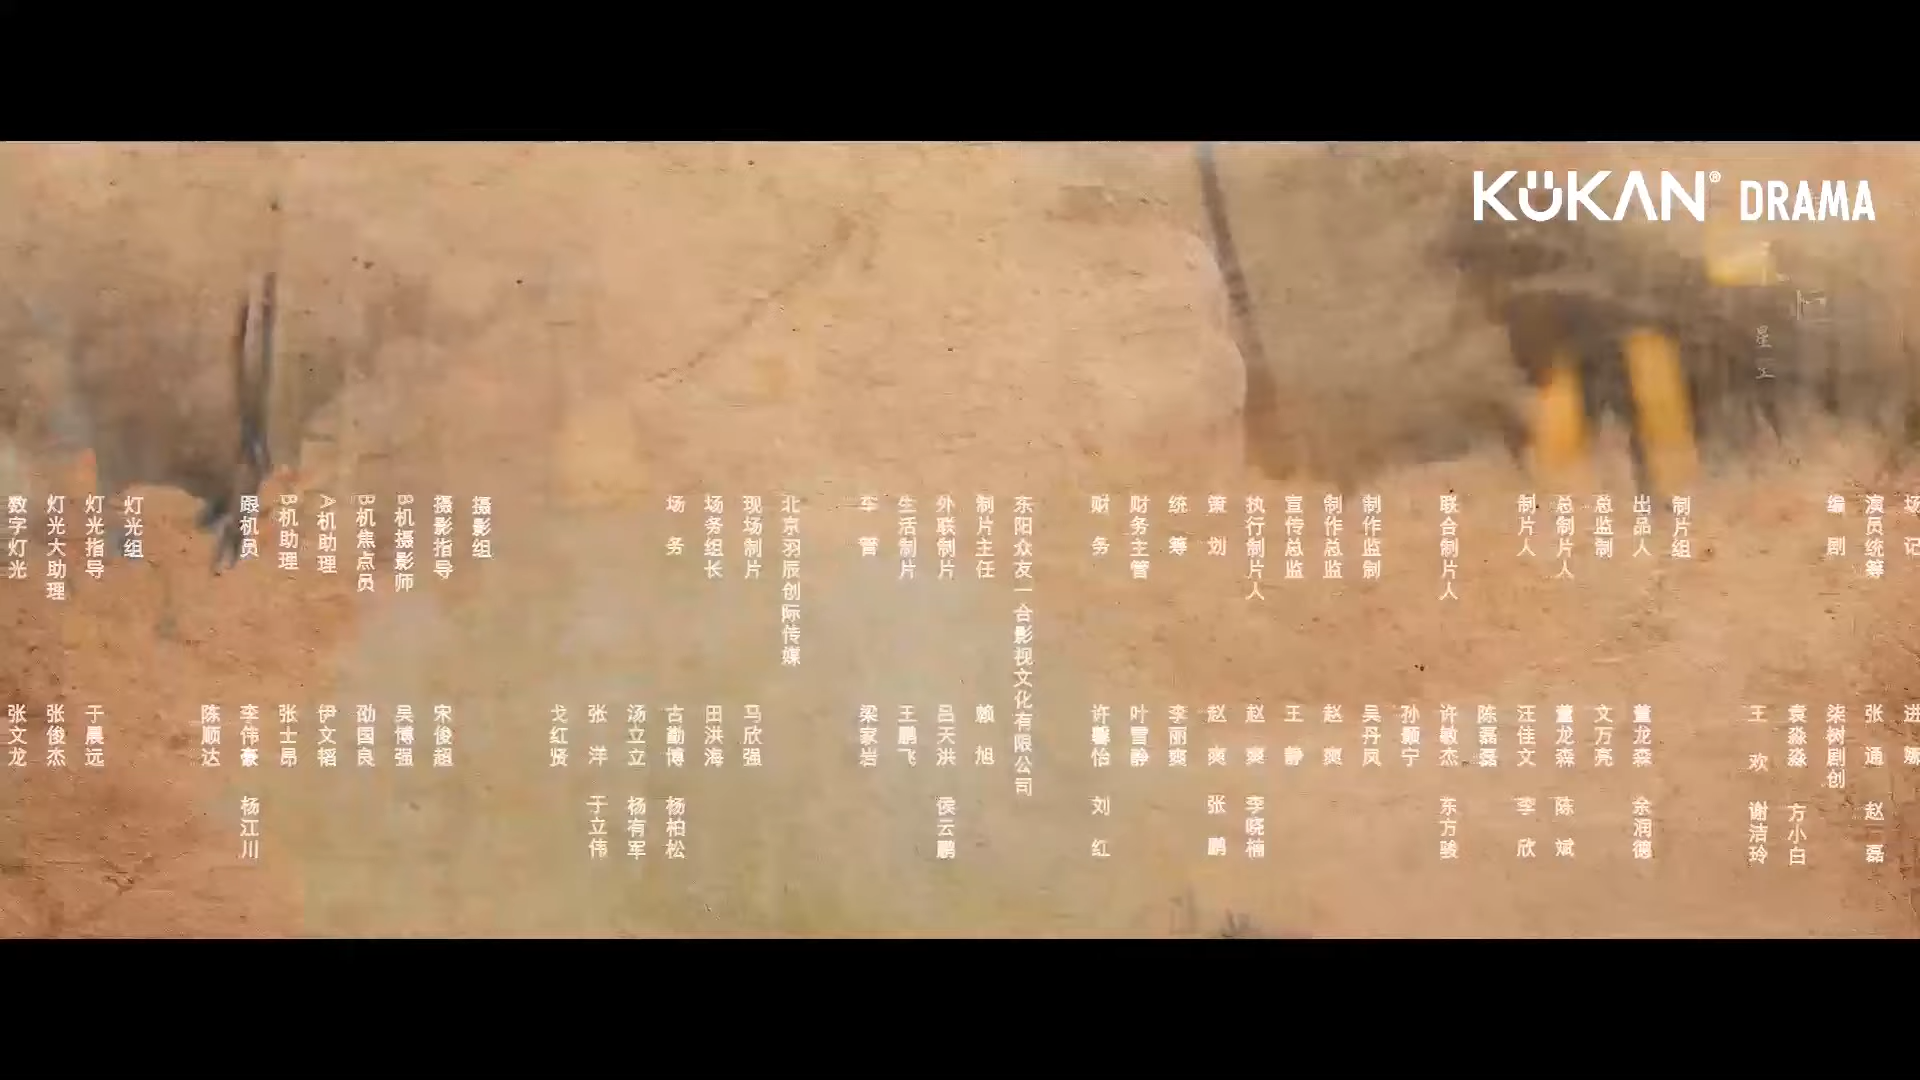 KÜKAN® DRAMA
恒
星
场 记
演员统筹
编 剧
制片组
出品人
总监制
总制片人
制片人
联合制片人
制作监制
制作总监
宣传总监
执行制片人
策 划
统 筹
财务主管
财 务
东阳众友一合影视文化有限公司
制片主任
外联制片
生活制片
车 管
北京羽辰创际传媒
现场制片
场务组长
场 务
摄影组
摄影指导
B机摄影师
B机焦点员
A机助理
B机助理
跟机员
灯光组
灯光指导
灯光大助理
数字灯光
张 通 赵 磊
柒树剧创
袁淼淼 方小白
王 欢 谢洁玲
董龙森 余润德
文万亮
董龙森 陈 斌
汪佳文 李 欣
陈磊磊
许敏杰 东方骏
孙颢宁
吴丹凤
赵 爽
王 静
赵 爽 李晓楠
赵 爽 张 鹏
李丽爽
叶雪静
许馨怡 刘 红
赖 旭
吕天洪 侯云鹏
王鹏飞
梁家岩
马欣强
田洪海
古勤博 杨柏松
汤立立 杨有军
张 洋 于立伟
戈红贤
宋俊超
吴博强
劭国良
伊文韬
张士昂
李伟豪 杨江川
陈顺达
于晨远
张俊杰
张文龙